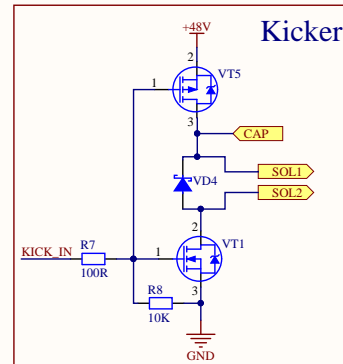 Kicker
+48V
2
1
VT5
3
CAP
SOL1
VD4
SOL2
2
KICK_IN
R7
1
VT1
100R
R8
3
10K
GND